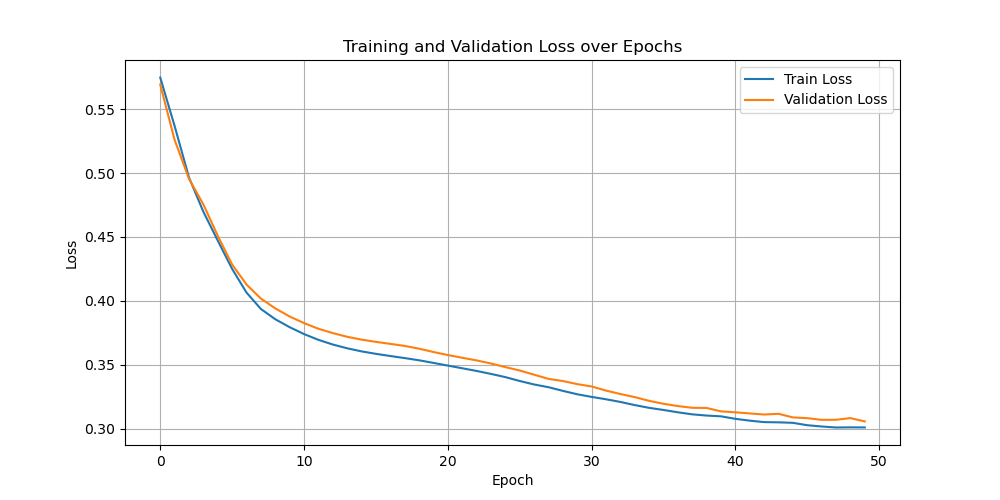 Training and Validation Loss over Epochs
Train Loss
Validation Loss
Loss
0.55
0.50
0.45
0.40
0.35
0.30
0 10 20 30 40 50
Epoch